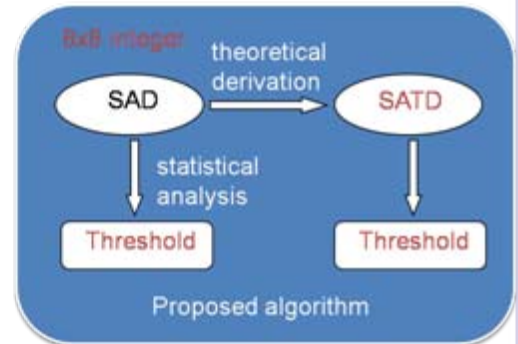 8x8 integer
theoretical
derivation
SAD
SATD
statistical
analysis
Threshold
Threshold
Proposed algorithm